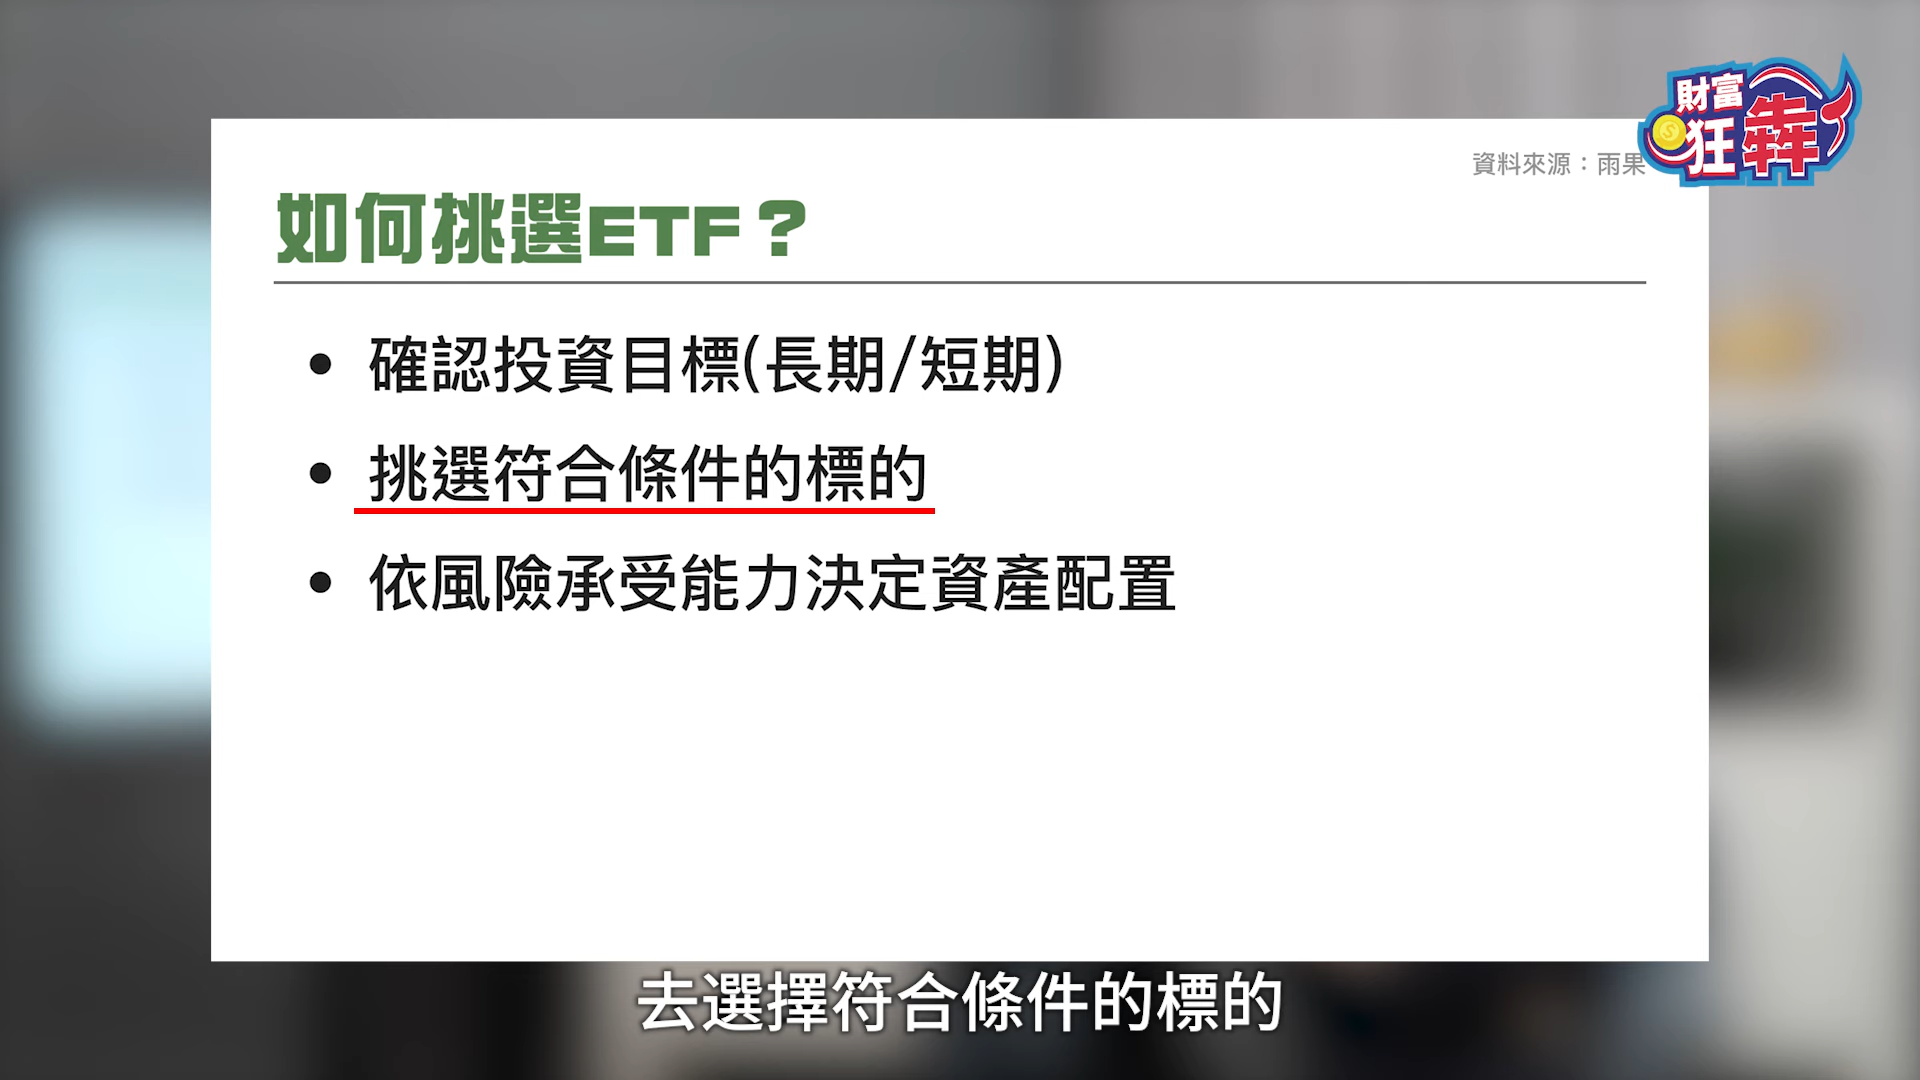 財富
狂犇
資料來源：雨果
如何挑選ETF？
• 確認投資目標(長期/短期)
• 挑選符合條件的標的
• 依風險承受能力決定資產配置
去選擇符合條件的標的